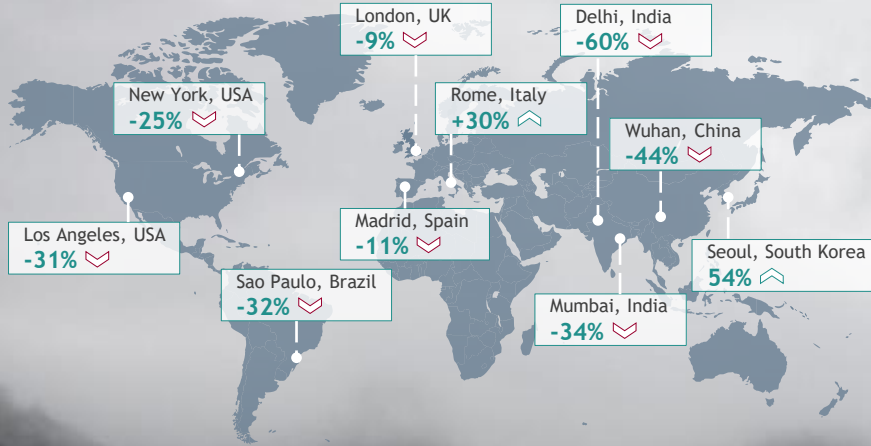 London, UK
-9%
Delhi, India
-60%
New York, USA
-25%
Rome, Italy
+30%
Wuhan, China
-44%
Los Angeles, USA
-31%
Madrid, Spain
-11%
Seoul, South Korea
54%
Sao Paulo, Brazil
-32%
Mumbai, India
-34%